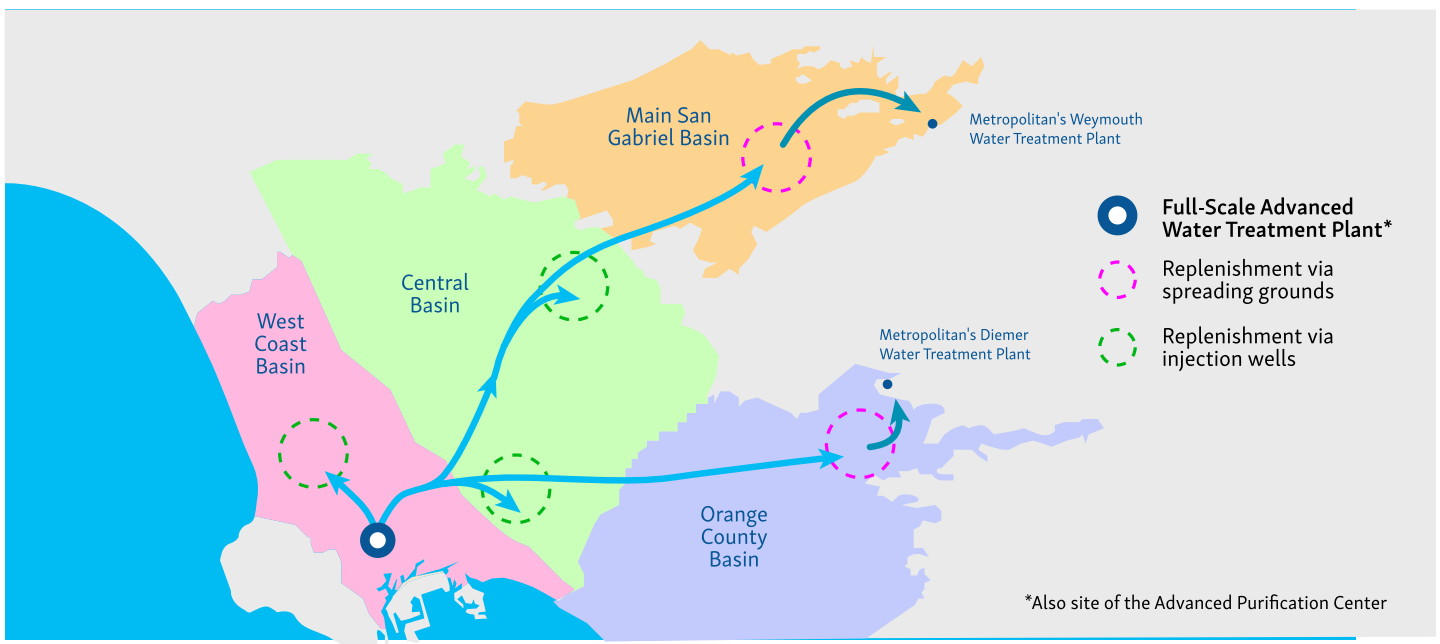 Main San
Gabriel Basin
Metropolitan's Weymouth
Water Treatment Plant
Full-Scale Advanced
Water Treatment Plant*
Replenishment via
spreading grounds
Replenishment via
injection wells
Central
Basin
West
Coast
Basin
Metropolitan's Diemer
Water Treatment Plant
Orange
County
Basin
*Also site of the Advanced Purification Center